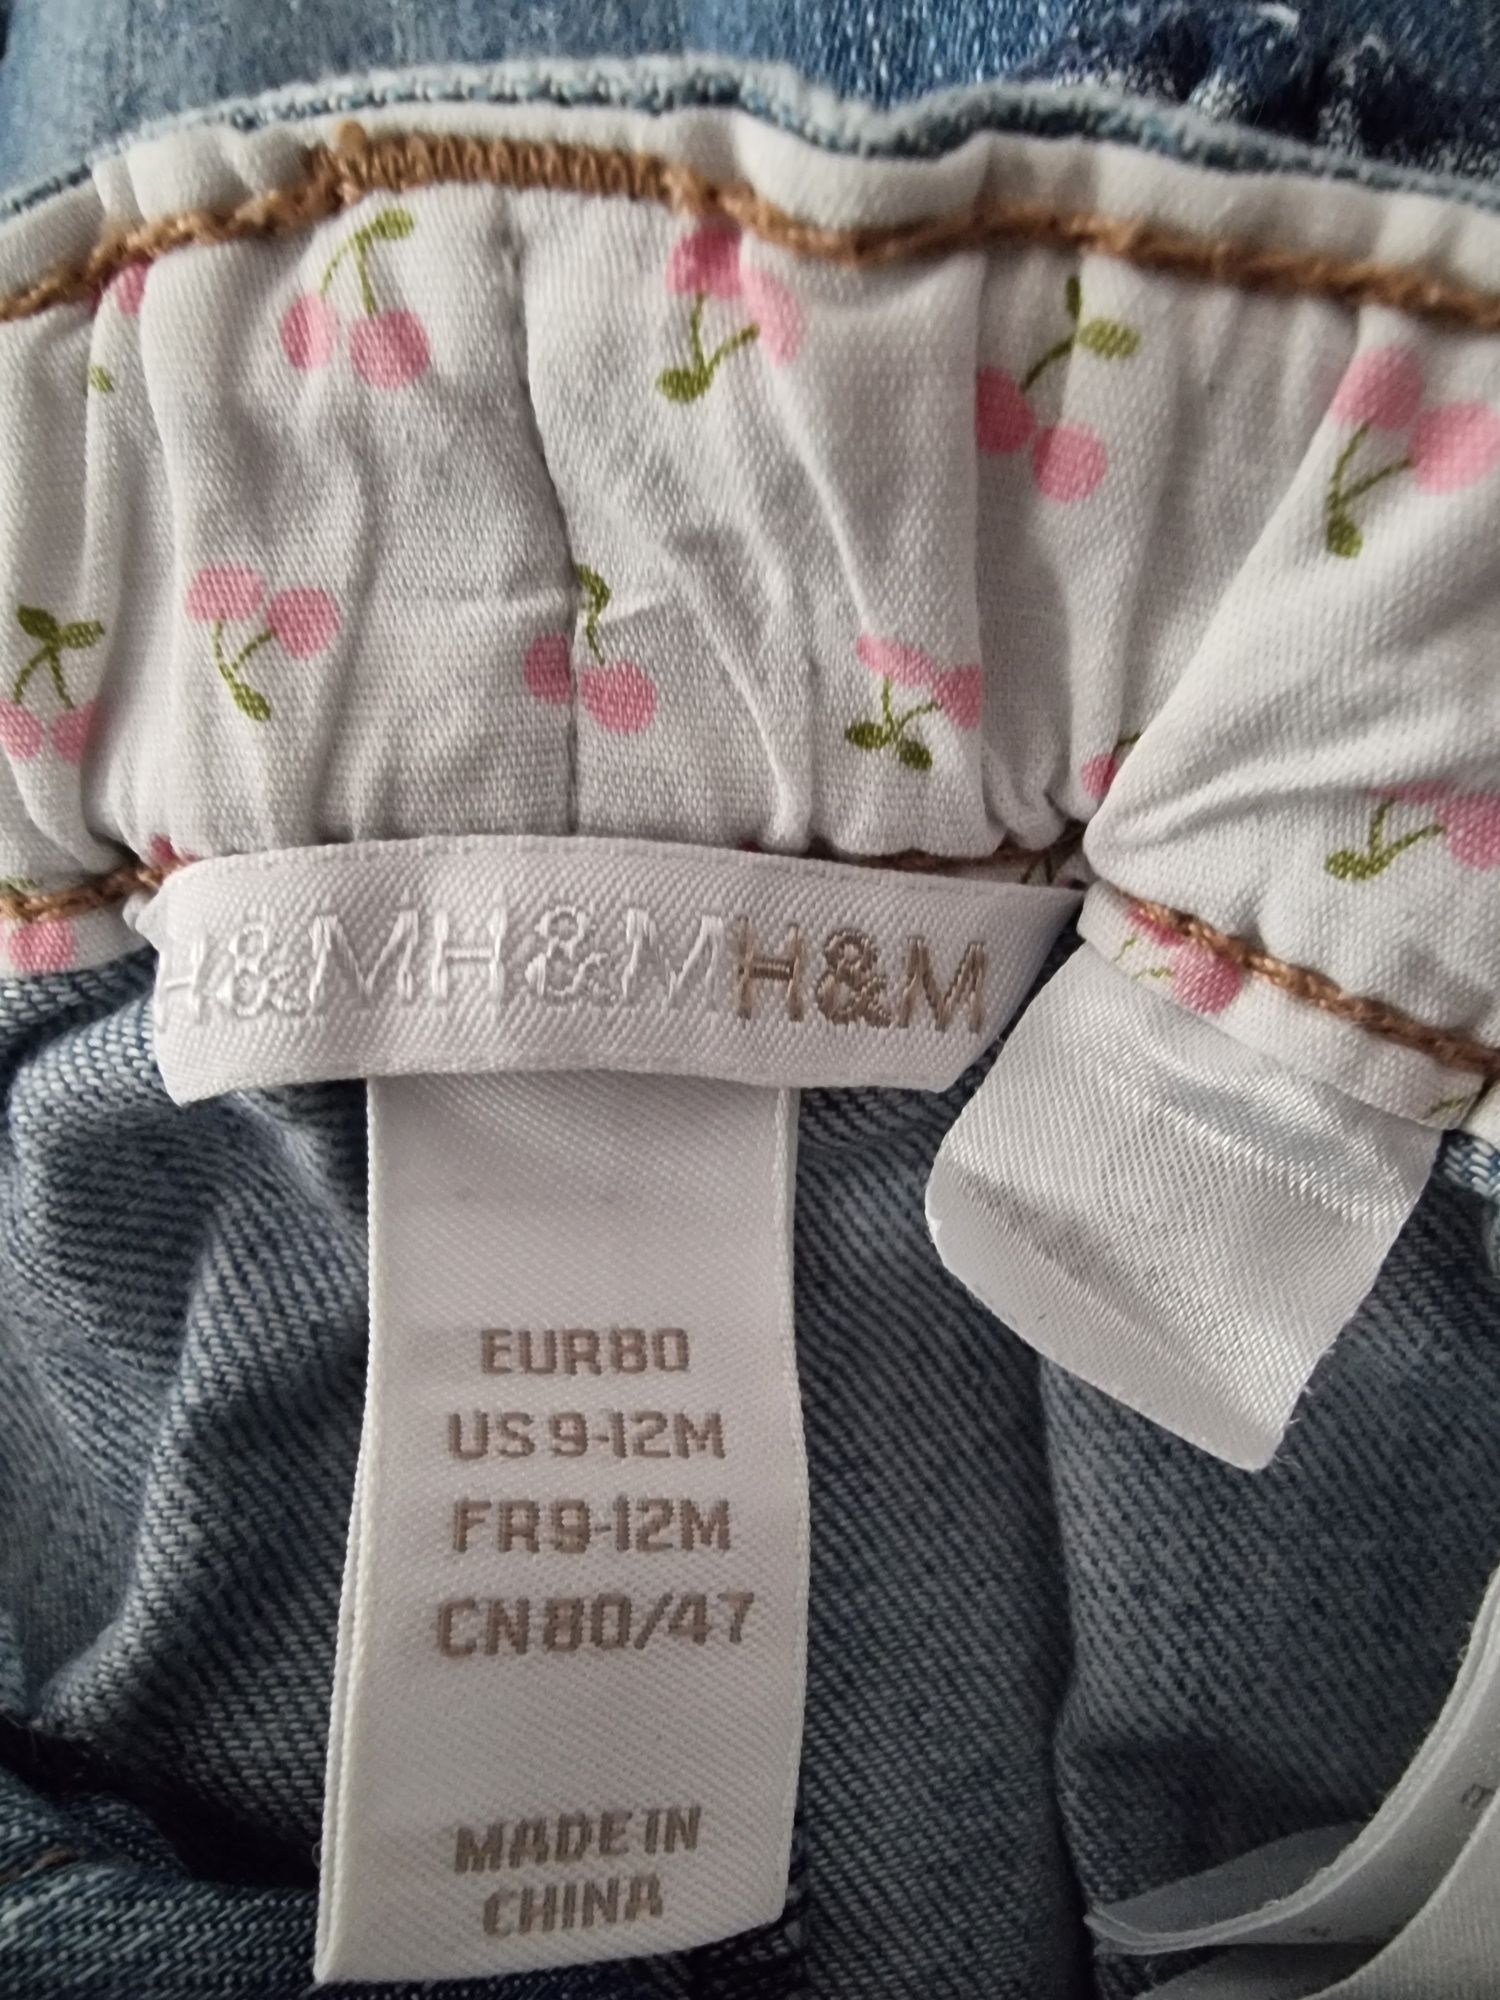 H&MH&MH&M
EUR80
US 9-12M
FR9-12M
CN80/47
MADE IN
CHINA